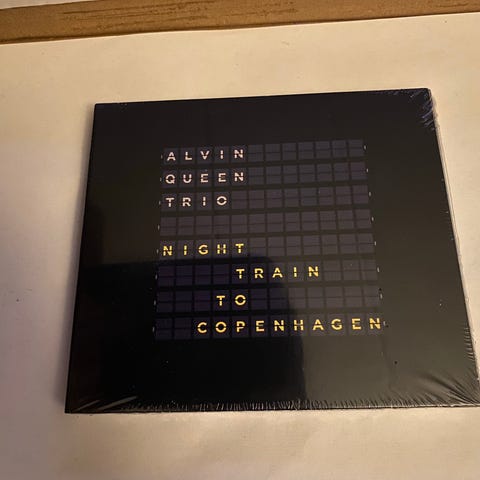 ALVIN
QUEEN
TRIO
NIGHT
TRAIN
TO
COPENHAGEN